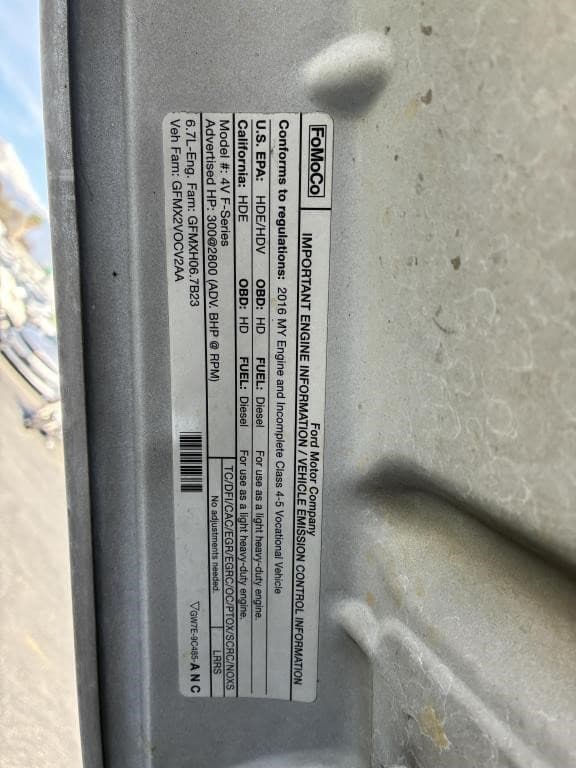 FoMoCo
Ford Motor Company
IMPORTANT ENGINE INFORMATION / VEHICLE EMISSION CONTROL INFORMATION
Conforms to regulations: 2016 MY Engine and Incomplete Class 4-5 Vocational Vehicle
U.S. EPA: HDE/HDV OBD: HD FUEL: Diesel For use as a light heavy-duty engine.
California: HDE OBD: HD FUEL: Diesel For use as a light heavy-duty engine.
Model #: 4V F-Series
Advertised HP: 300@2800 (ADV. BHP @ RPM)
TC/DFI/CAC/EGR/EGRC/OC/PTOX/SCRC/NOXS
No adjustments needed. LRRS
6.7L-Eng. Fam: GFMXH06.7B23
Veh Fam: GFMX2VOCV2AA
▽GW7E-9C485-A N C